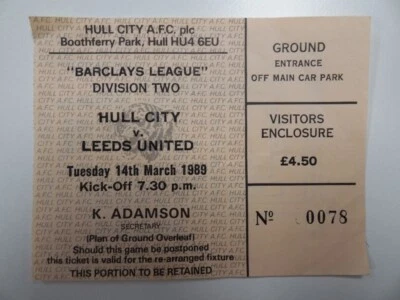 HULL CITY A.F.C. plc
Boothferry Park, Hull HU4 6EU
"BARCLAYS LEAGUE"
DIVISION TWO
HULL CITY
v.
LEEDS UNITED
Tuesday 14th March 1989
Kick-Off 7.30 p.m.
K. ADAMSON
SECRETARY
(Plan of Ground Overleaf)
Should this game be postponed
this ticket is valid for the re-arranged fixture
THIS PORTION TO BE RETAINED
GROUND
ENTRANCE
OFF MAIN CAR PARK
VISITORS
ENCLOSURE
£4.50
No 0078